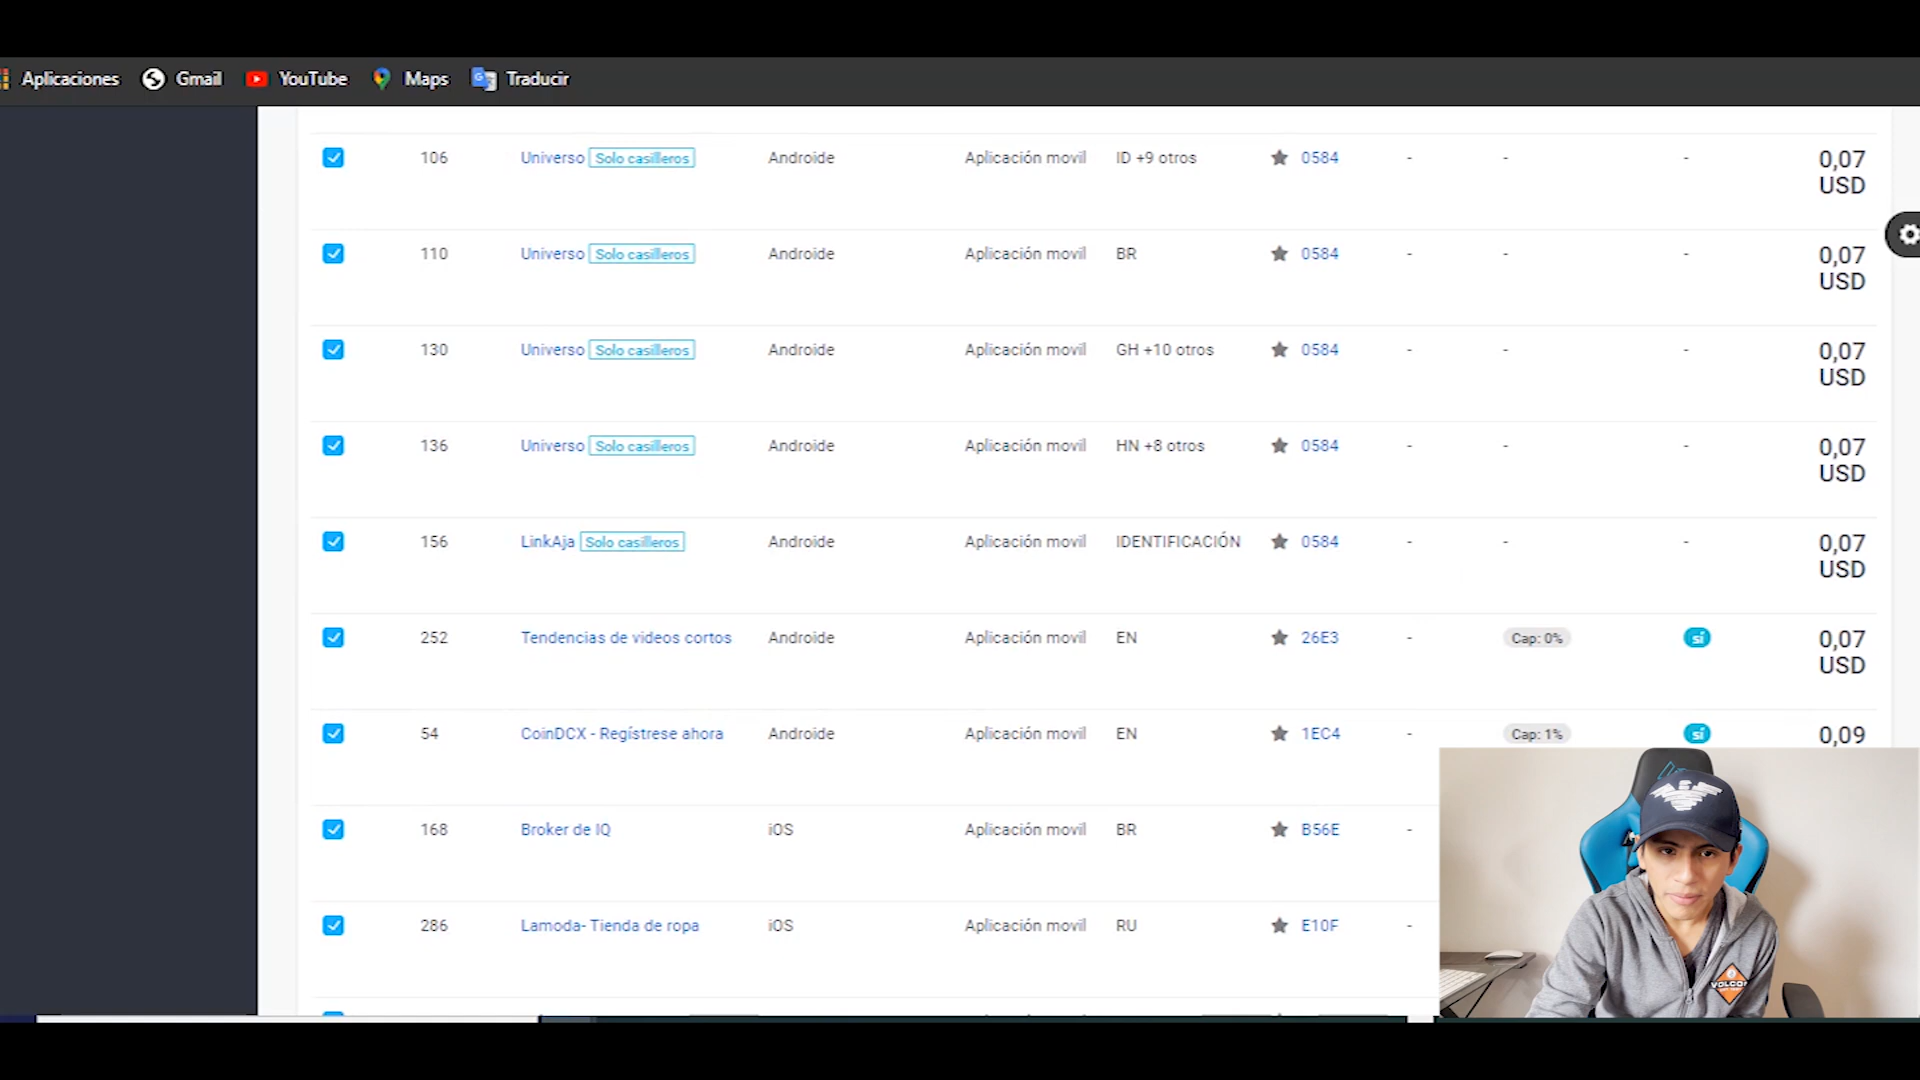 Aplicaciones Gmail YouTube Maps Traducir
106 Universo Solo casilleros Androide Aplicación movil ID +9 otros 0584 - - - 0,07 USD
110 Universo Solo casilleros Androide Aplicación movil BR 0584 - - - 0,07 USD
130 Universo Solo casilleros Androide Aplicación movil GH +10 otros 0584 - - - 0,07 USD
136 Universo Solo casilleros Androide Aplicación movil HN +8 otros 0584 - - - 0,07 USD
156 LinkAja Solo casilleros Androide Aplicación movil IDENTIFICACIÓN 0584 - - - 0,07 USD
252 Tendencias de videos cortos Androide Aplicación movil EN 26E3 - Cap: 0% sí 0,07 USD
54 CoinDCX - Regístrese ahora Androide Aplicación movil EN 1EC4 - Cap: 1% sí 0,09
168 Broker de IQ iOS Aplicación movil BR B56E -
286 Lamoda- Tienda de ropa iOS Aplicación movil RU E10F -
VOLCOM